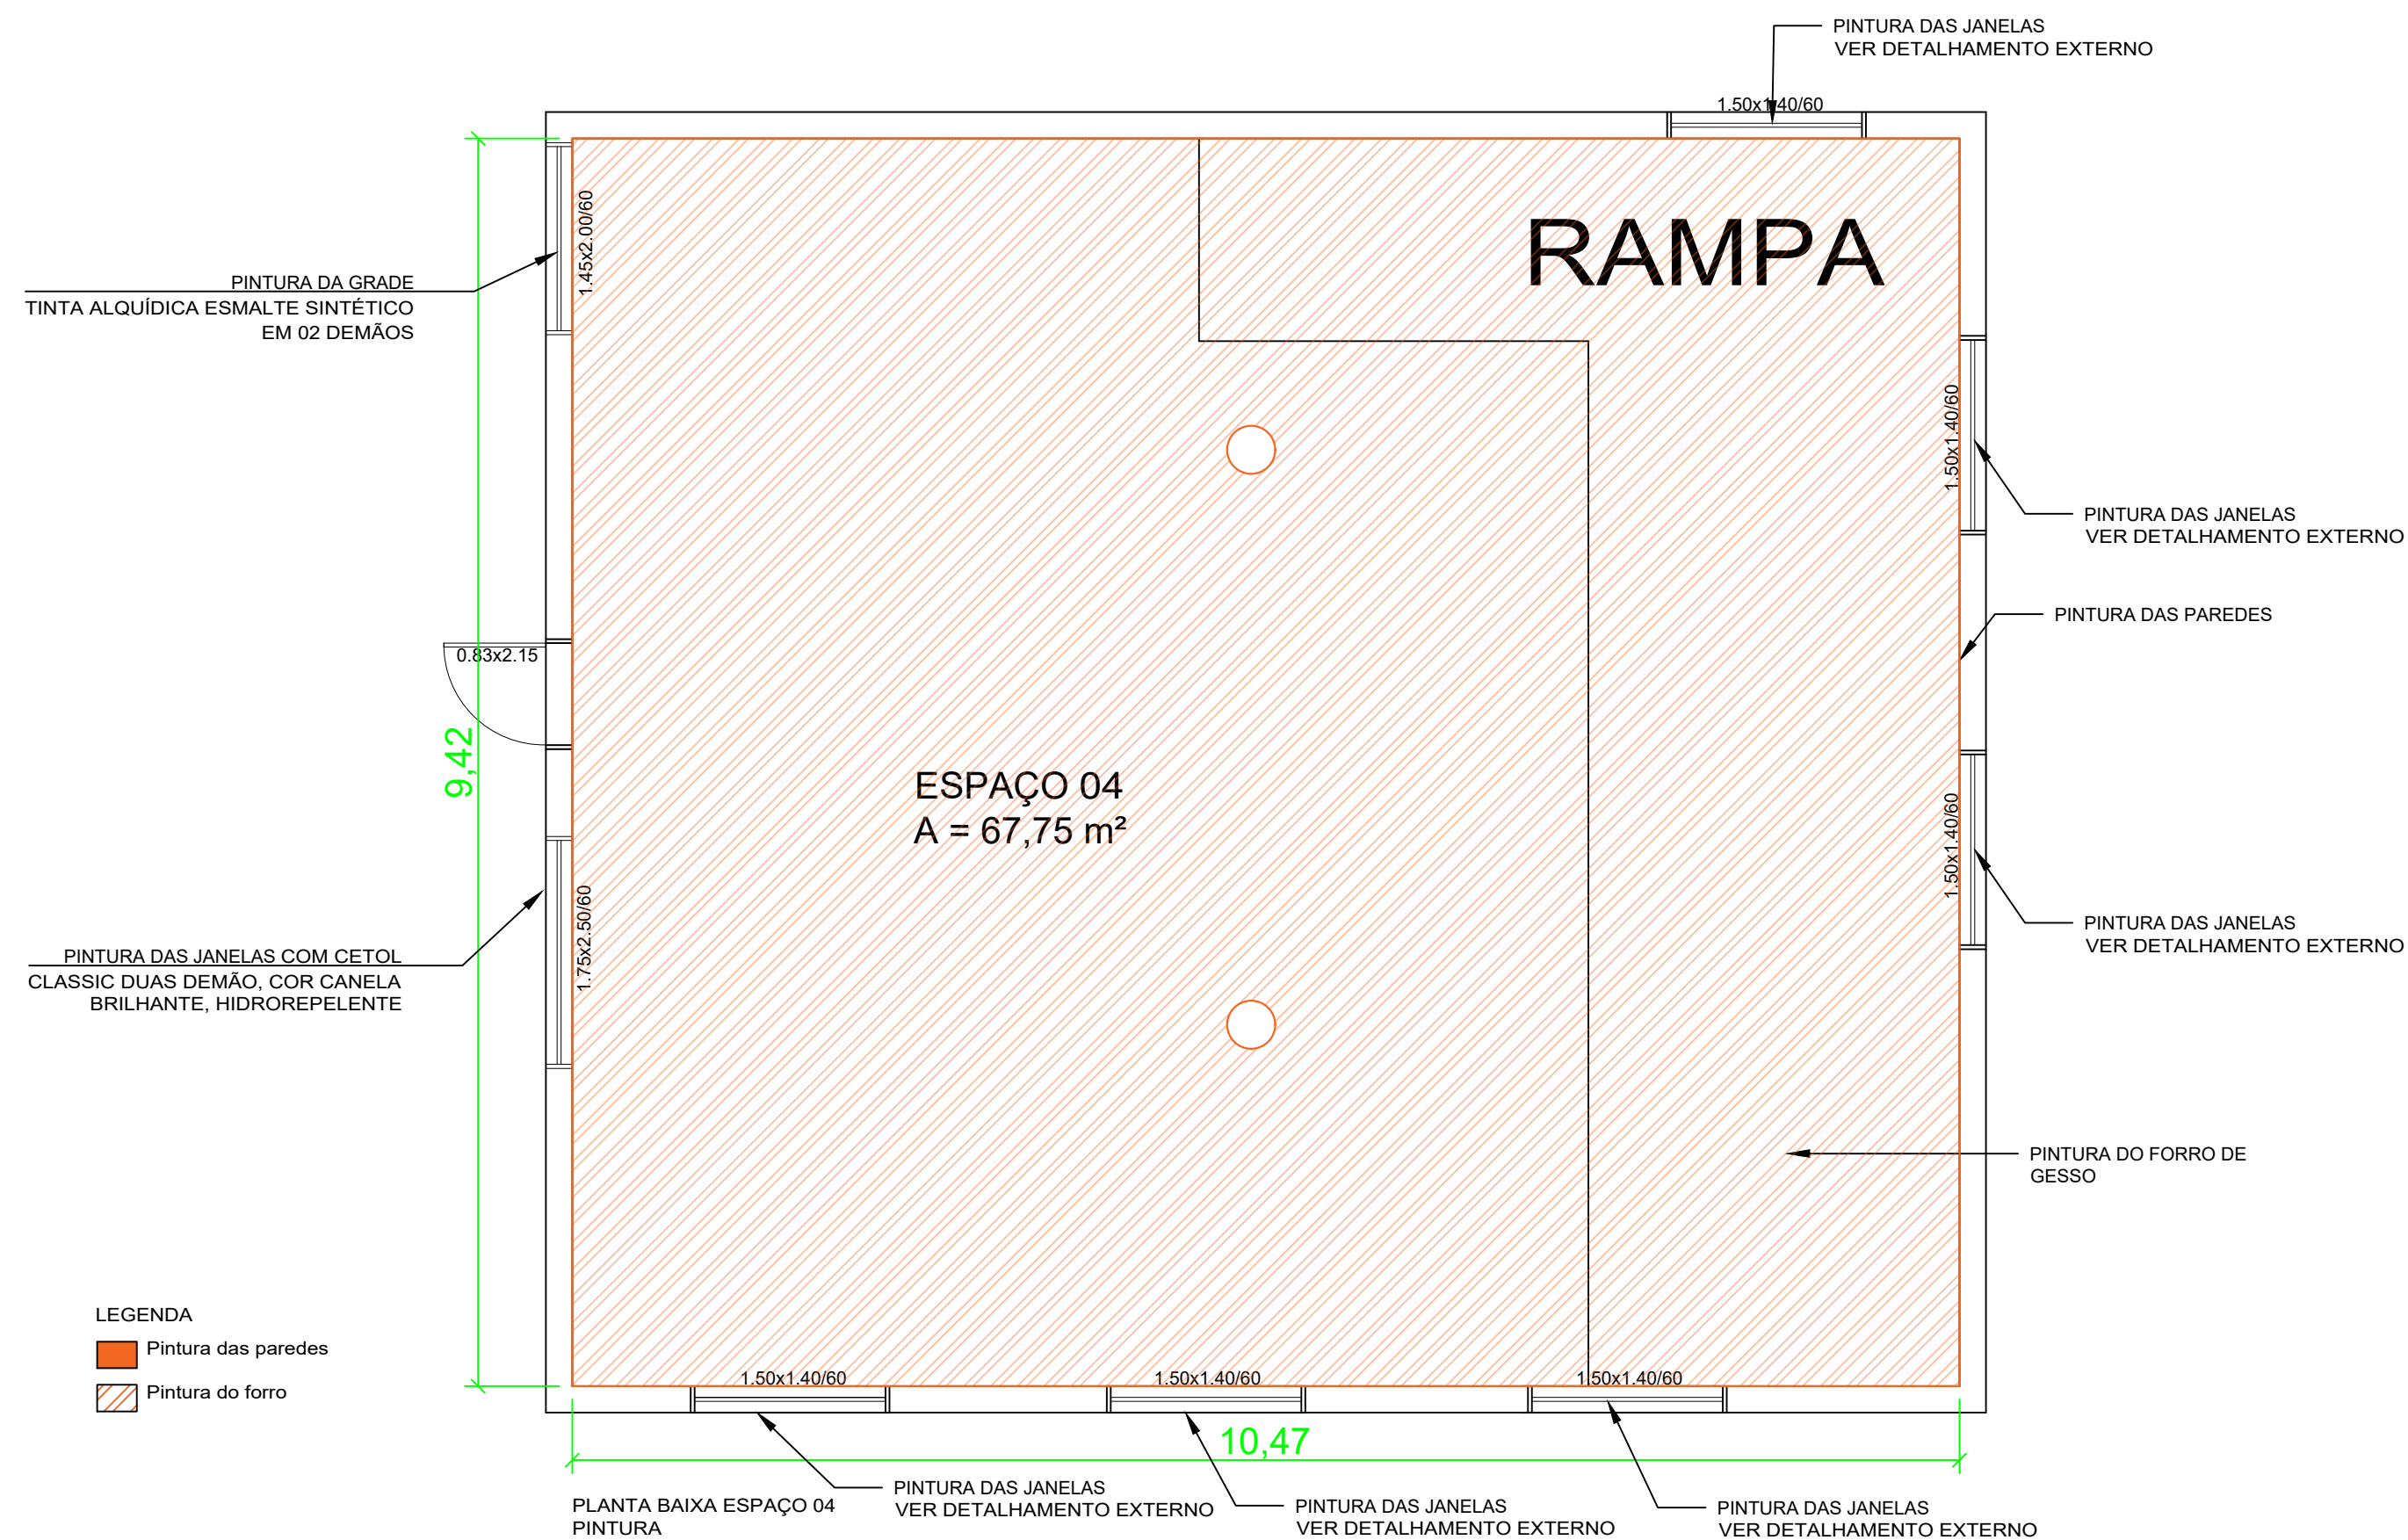 PINTURA DAS JANELAS
VER DETALHAMENTO EXTERNO
1.50x1.40/60
RAMPA
1.45x2.00/60
PINTURA DA GRADE
TINTA ALQUÍDICA ESMALTE SINTÉTICO
EM 02 DEMÃOS
1.50x1.40/60
PINTURA DAS JANELAS
VER DETALHAMENTO EXTERNO
PINTURA DAS PAREDES
0.83x2.15
9,42
ESPAÇO 04
A = 67,75 m²
1.50x1.40/60
PINTURA DAS JANELAS
VER DETALHAMENTO EXTERNO
1.75x2.50/60
PINTURA DAS JANELAS COM CETOL
CLASSIC DUAS DEMÃO, COR CANELA
BRILHANTE, HIDROREPELENTE
PINTURA DO FORRO DE
GESSO
LEGENDA
Pintura das paredes
Pintura do forro
1.50x1.40/60
1.50x1.40/60
1.50x1.40/60
10,47
PINTURA DAS JANELAS
VER DETALHAMENTO EXTERNO
PINTURA DAS JANELAS
VER DETALHAMENTO EXTERNO
PINTURA DAS JANELAS
VER DETALHAMENTO EXTERNO
PLANTA BAIXA ESPAÇO 04
PINTURA